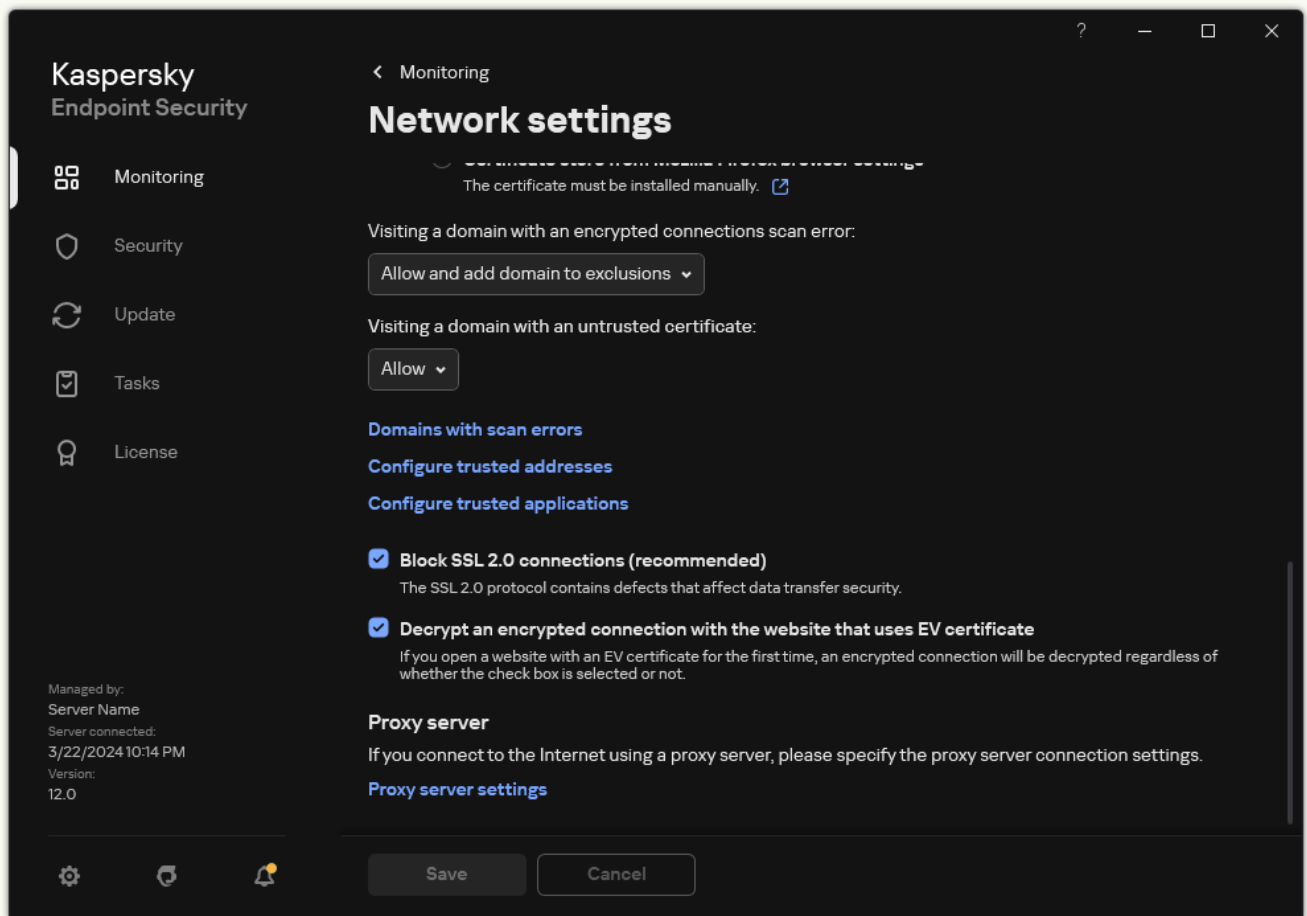 ?
Kaspersky
Endpoint Security
Monitoring
Security
Update
Tasks
License
Managed by:
Server Name
Server connected:
3/22/2024 10:14 PM
Version:
12.0
Monitoring
Network settings
Certificate store from Mozilla Firefox browser settings
The certificate must be installed manually.
Visiting a domain with an encrypted connections scan error:
Allow and add domain to exclusions
Visiting a domain with an untrusted certificate:
Allow
Domains with scan errors
Configure trusted addresses
Configure trusted applications
Block SSL 2.0 connections (recommended)
The SSL 2.0 protocol contains defects that affect data transfer security.
Decrypt an encrypted connection with the website that uses EV certificate
If you open a website with an EV certificate for the first time, an encrypted connection will be decrypted regardless of
whether the check box is selected or not.
Proxy server
If you connect to the Internet using a proxy server, please specify the proxy server connection settings.
Proxy server settings
Save
Cancel